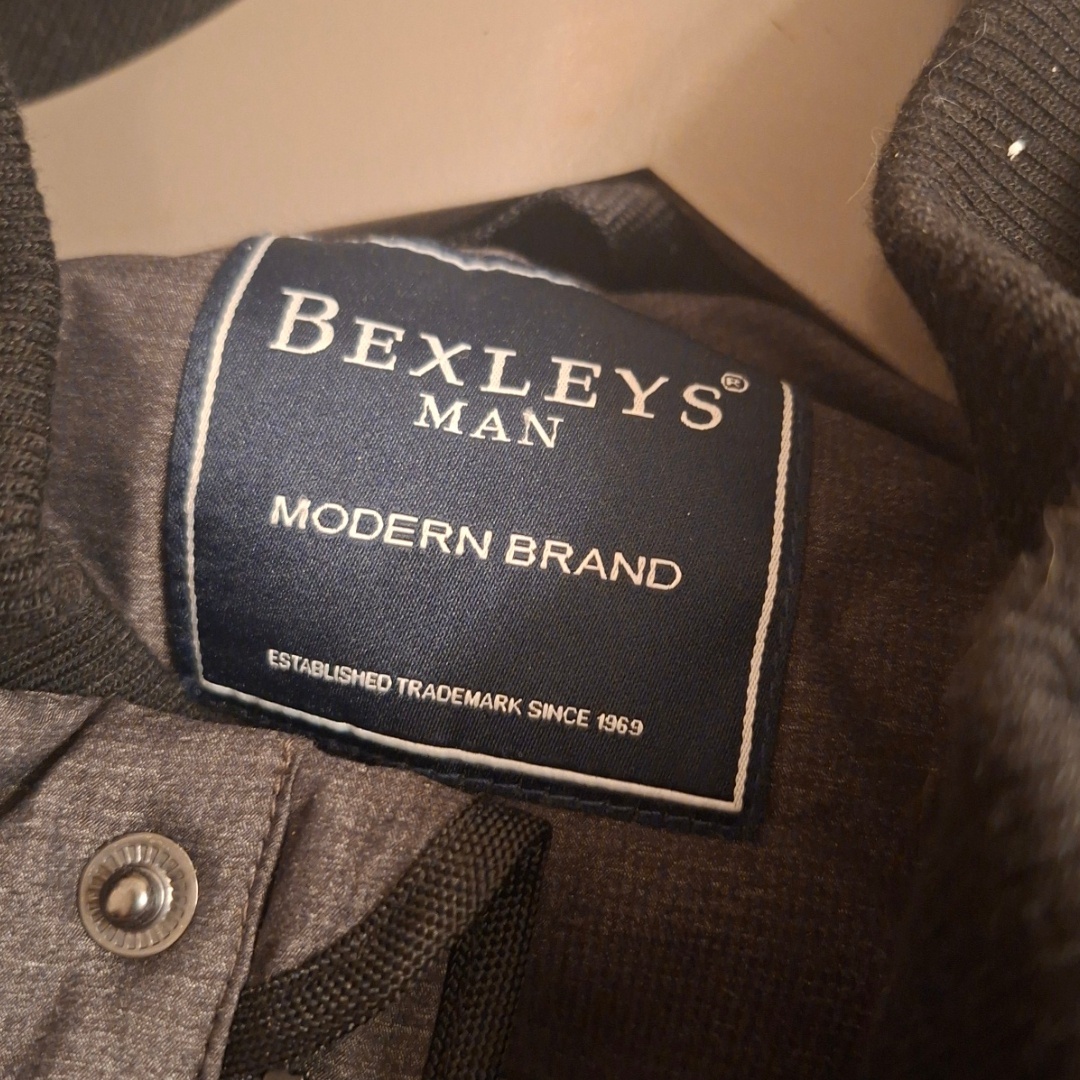 BEXLEYS®
MAN
MODERN BRAND
ESTABLISHED TRADEMARK SINCE 1969